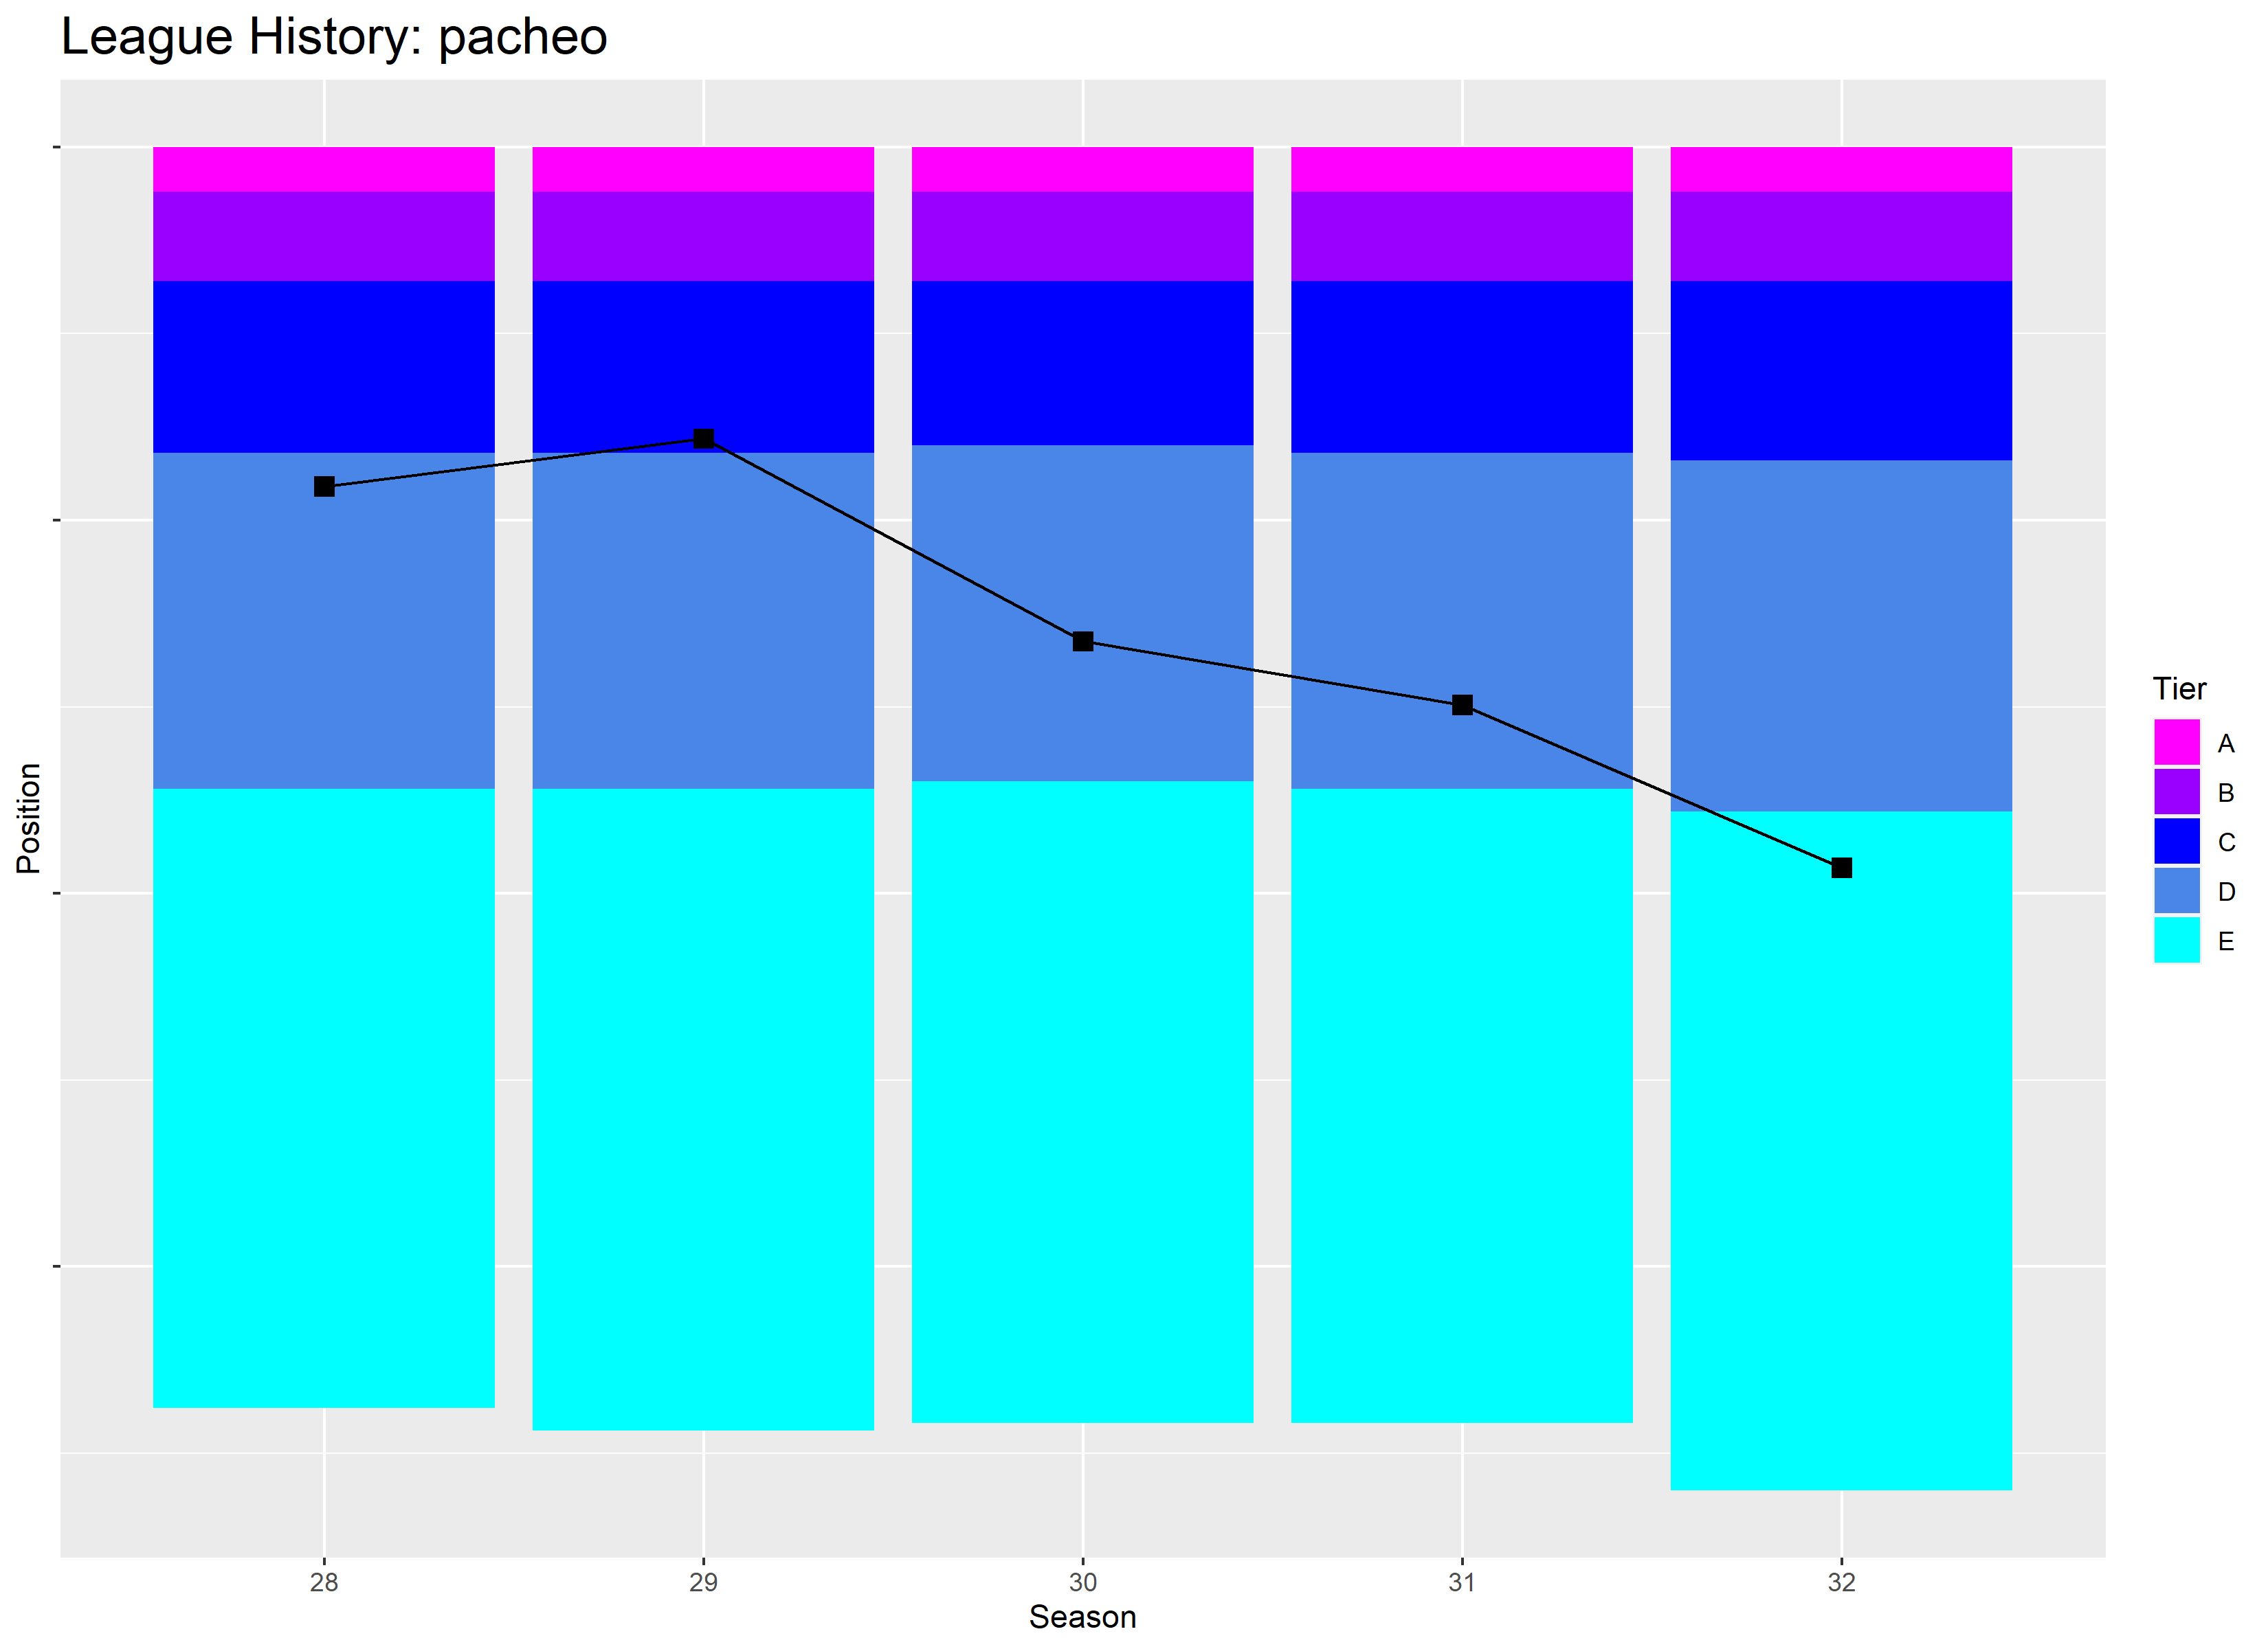 League History: pacheo
Position
Tier
A
B
C
D
E
28 29 30 31 32
Season